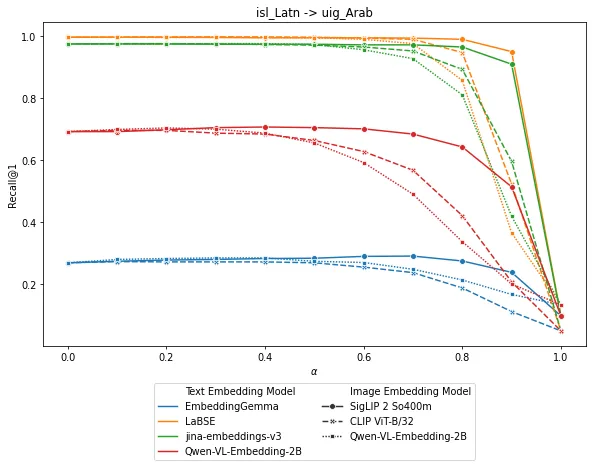 isl_Latn -> uig_Arab
Recall@1
1.0
0.8
0.6
0.4
0.2
0.0 0.2 0.4 0.6 0.8 1.0
α
Text Embedding Model Image Embedding Model
EmbeddingGemma SigLIP 2 So400m
LaBSE CLIP ViT-B/32
jina-embeddings-v3 Qwen-VL-Embedding-2B
Qwen-VL-Embedding-2B